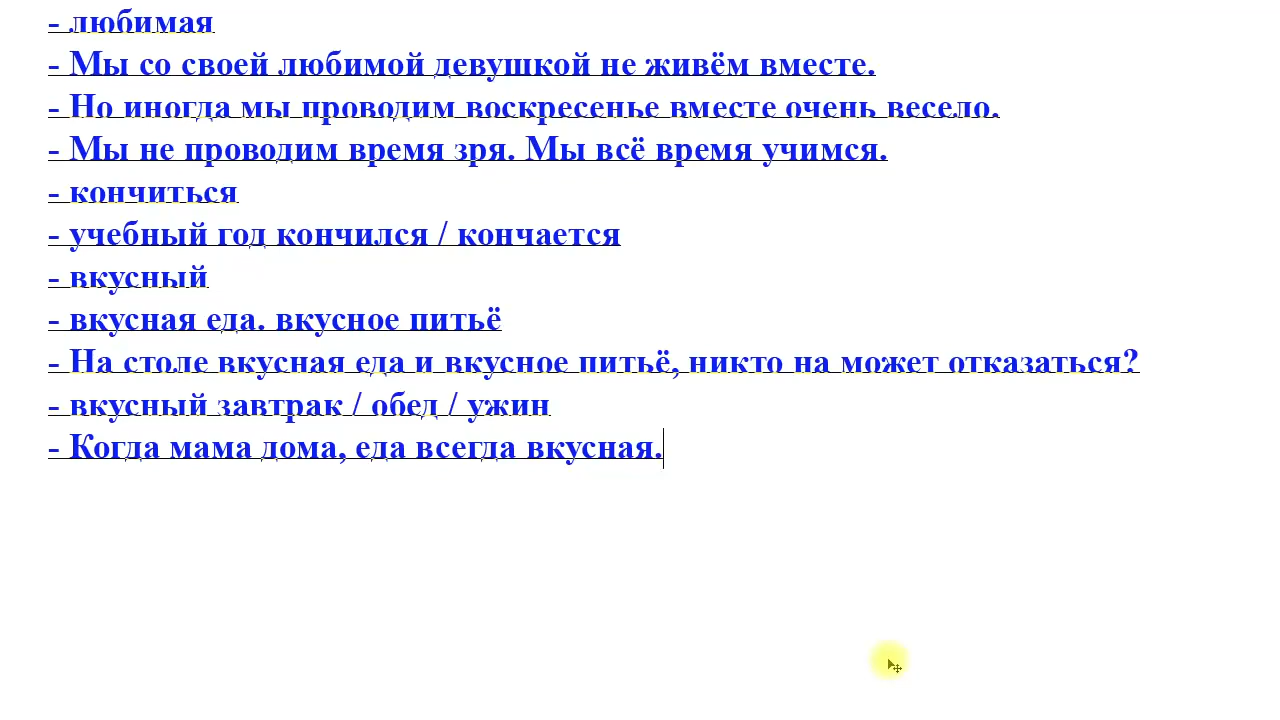 - любимая
- Мы со своей любимой девушкой не живём вместе.
- Но иногда мы проводим воскресенье вместе очень весело.
- Мы не проводим время зря. Мы всё время учимся.
- кончиться
- учебный год кончился / кончается
- вкусный
- вкусная еда. вкусное питьё
- На столе вкусная еда и вкусное питьё, никто на может отказаться?
- вкусный завтрак / обед / ужин
- Когда мама дома, еда всегда вкусная.